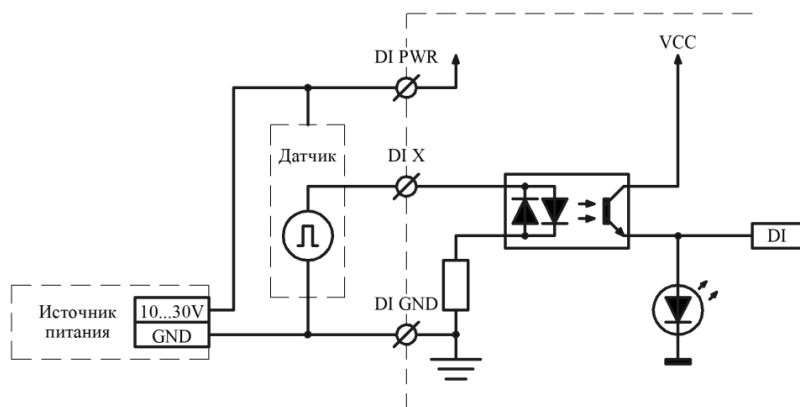 DI PWR
VCC
Датчик
DI X
DI
DI GND
Источник
питания
10...30V
GND